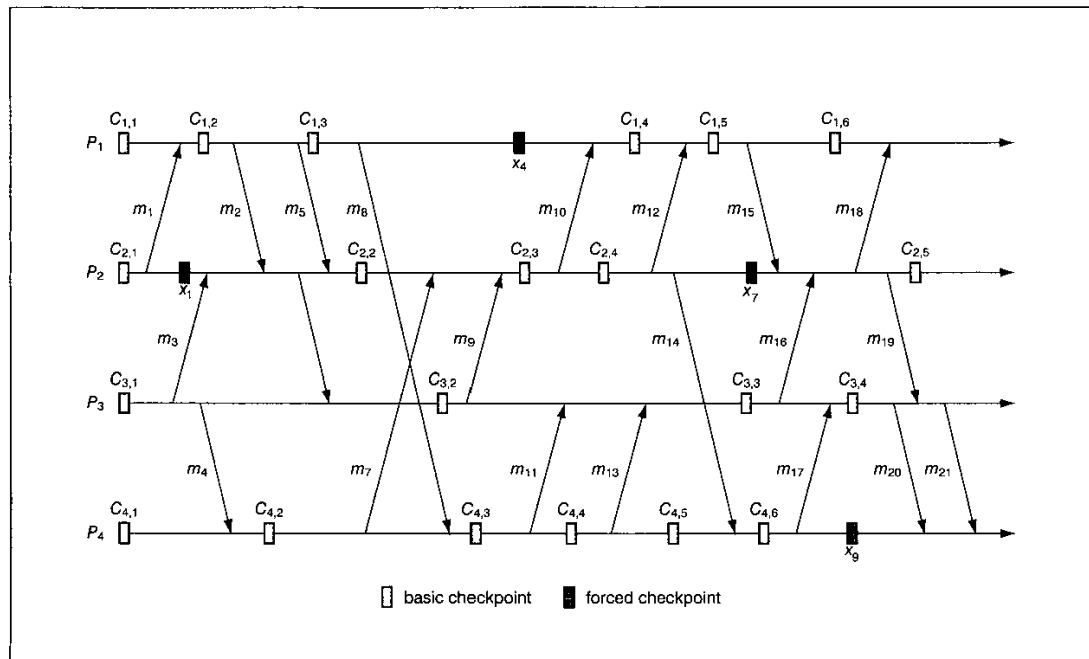 C1,1 C1,2 C1,3 C1,4 C1,5 C1,6
P1
x4
m1 m2 m5 m8 m10 m12 m15 m18
C2,1 C2,2 C2,3 C2,4 C2,5
P2
x1 x7
m3 m9 m14 m16 m19
C3,1 C3,2 C3,3 C3,4
P3
m4 m7 m11 m13 m17 m20 m21
C4,1 C4,2 C4,3 C4,4 C4,5 C4,6
P4
x9
basic checkpoint forced checkpoint